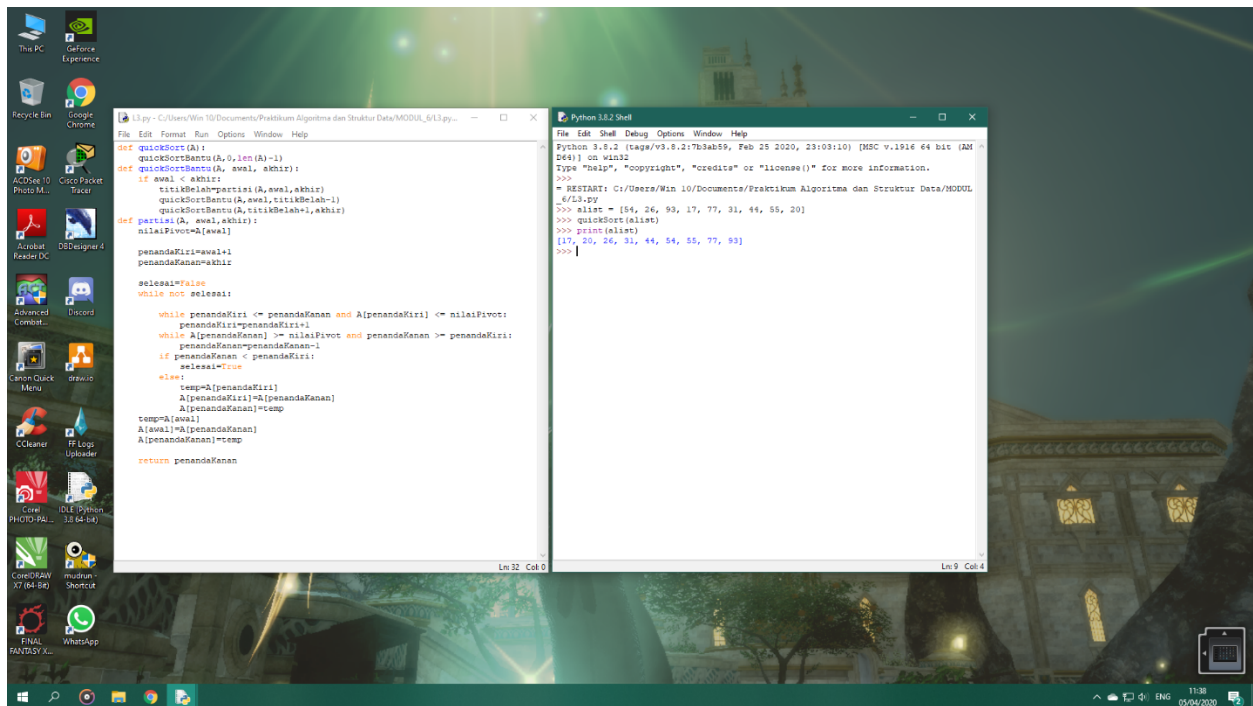 This PC
GeForce
Experience
Recycle Bin
Google
Chrome
ACDSee 10
Photo M...
Cisco Packet
Tracer
Acrobat
Reader DC
DBDesigner 4
Advanced
Combat...
Discord
Canon Quick
Menu
draw.io
CCleaner
FF Logs
Uploader
Corel
PHOTO-PAI...
IDLE (Python
3.8 64-bit)
CorelDRAW
X7 (64-Bit)
mudrun -
Shortcut
FINAL
FANTASY X...
WhatsApp
L3.py - C:/Users/Win 10/Documents/Praktikum Algoritma dan Struktur Data/MODUL_6/L3.py...
File Edit Format Run Options Window Help
def quickSort(A):
    quickSortBantu(A,0,len(A)-1)
def quickSortBantu(A, awal, akhir):
    if awal < akhir:
        titikBelah=partisi(A,awal,akhir)
        quickSortBantu(A,awal,titikBelah-1)
        quickSortBantu(A,titikBelah+1,akhir)
def partisi(A, awal,akhir):
    nilaiPivot=A[awal]
    penandaKiri=awal+1
    penandaKanan=akhir
    selesai=False
    while not selesai:
        while penandaKiri <= penandaKanan and A[penandaKiri] <= nilaiPivot:
            penandaKiri=penandaKiri+1
        while A[penandaKanan] >= nilaiPivot and penandaKanan >= penandaKiri:
            penandaKanan=penandaKanan-1
        if penandaKanan < penandaKiri:
            selesai=True
        else:
            temp=A[penandaKiri]
            A[penandaKiri]=A[penandaKanan]
            A[penandaKanan]=temp
    temp=A[awal]
    A[awal]=A[penandaKanan]
    A[penandaKanan]=temp
    return penandaKanan
Ln: 32 Col: 0
Python 3.8.2 Shell
File Edit Shell Debug Options Window Help
Python 3.8.2 (tags/v3.8.2:7b3ab59, Feb 25 2020, 23:03:10) [MSC v.1916 64 bit (AM
D64)] on win32
Type "help", "copyright", "credits" or "license()" for more information.
>>>
= RESTART: C:/Users/Win 10/Documents/Praktikum Algoritma dan Struktur Data/MODUL
_6/L3.py
>>> alist = [54, 26, 93, 17, 77, 31, 44, 55, 20]
>>> quickSort(alist)
>>> print(alist)
[17, 20, 26, 31, 44, 54, 55, 77, 93]
>>>
Ln: 9 Col: 4
ENG
11:38
05/04/2020
2